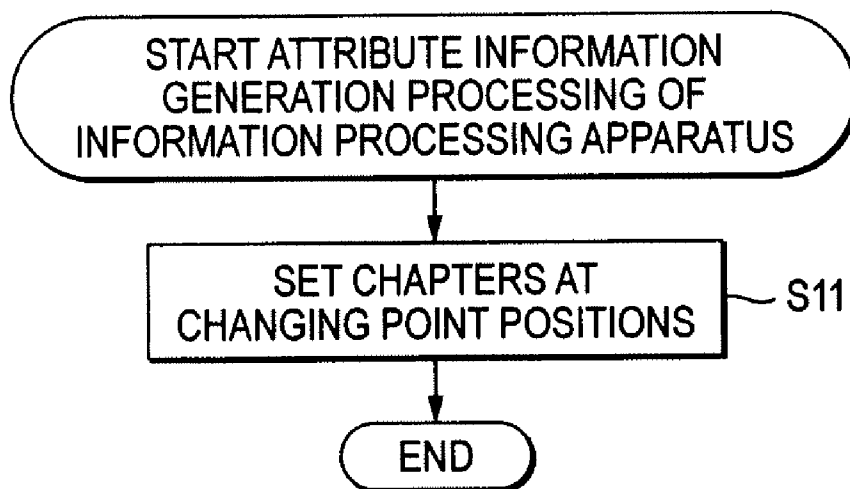 START ATTRIBUTE INFORMATION
GENERATION PROCESSING OF
INFORMATION PROCESSING APPARATUS
SET CHAPTERS AT
CHANGING POINT POSITIONS
S11
END